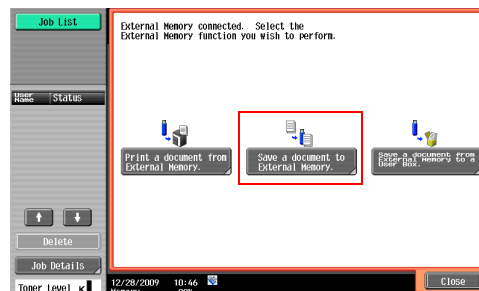 Job List
External Memory connected.  Select the
External Memory function you wish to perform.
User
Name
Status
Print a document from
External Memory.
Save a document to
External Memory.
Save a document from
External Memory to a
User Box.
Delete
Job Details
Toner Level K
12/28/2009
10:46
Close